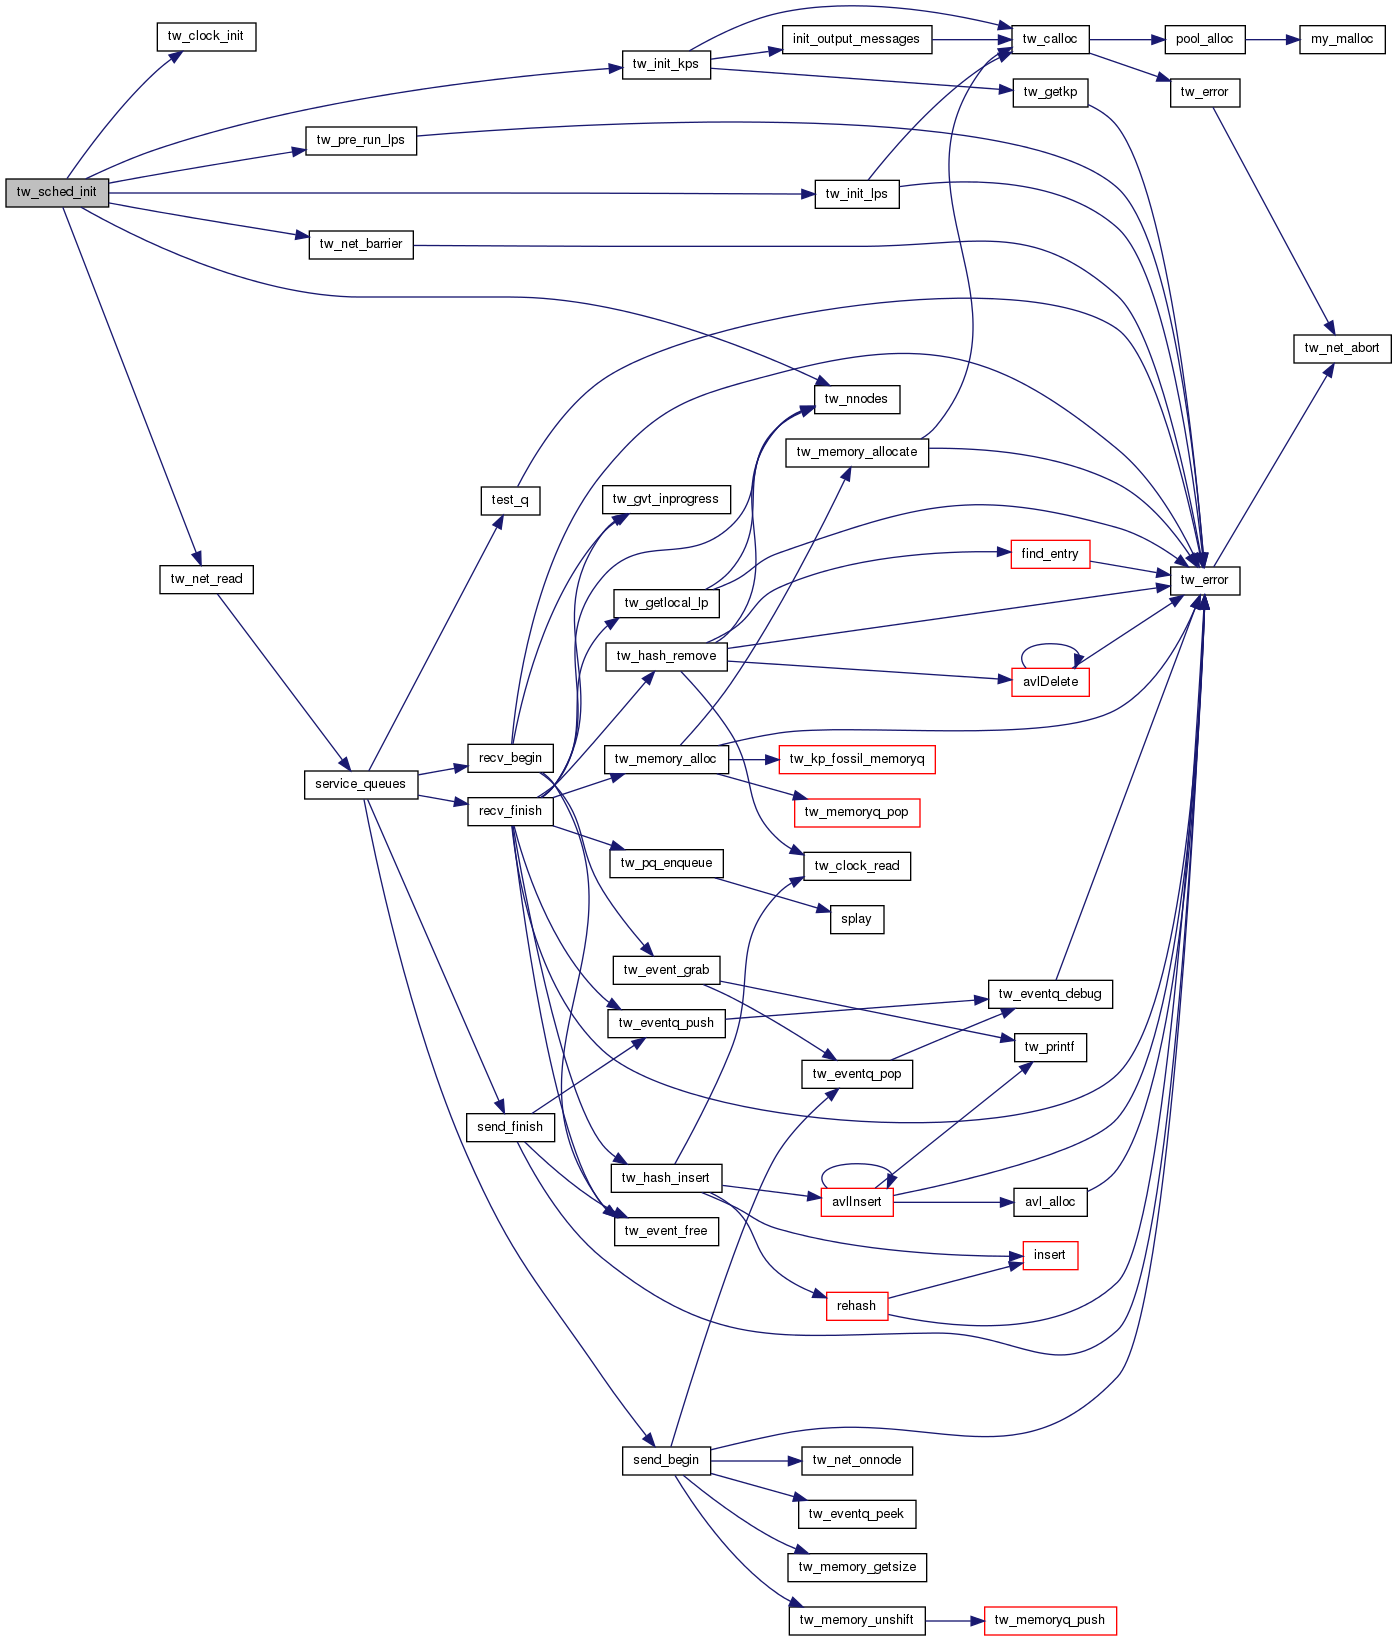 tw_clock_init
init_output_messages
tw_calloc
pool_alloc
my_malloc
tw_init_kps
tw_getkp
tw_error
tw_pre_run_lps
tw_sched_init
tw_init_lps
tw_net_barrier
tw_net_abort
tw_nnodes
tw_memory_allocate
test_q
tw_gvt_inprogress
find_entry
tw_net_read
tw_error
tw_getlocal_lp
tw_hash_remove
avlDelete
recv_begin
tw_memory_alloc
tw_kp_fossil_memoryq
service_queues
recv_finish
tw_memoryq_pop
tw_pq_enqueue
tw_clock_read
splay
tw_event_grab
tw_eventq_debug
tw_eventq_push
tw_printf
tw_eventq_pop
send_finish
tw_hash_insert
avlInsert
avl_alloc
tw_event_free
insert
rehash
send_begin
tw_net_onnode
tw_eventq_peek
tw_memory_getsize
tw_memory_unshift
tw_memoryq_push